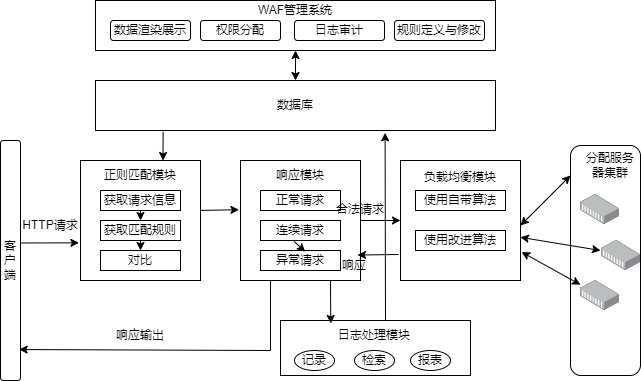 WAF管理系统
数据渲染展示
权限分配
日志审计
规则定义与修改
数据库
正则匹配模块
响应模块
负载均衡模块
分配服务
器集群
获取请求信息
正常请求
使用自带算法
合法请求
HTTP请求
获取匹配规则
连续请求
使用改进算法
客户端
对比
异常请求
响应
响应输出
日志处理模块
记录
检索
报表